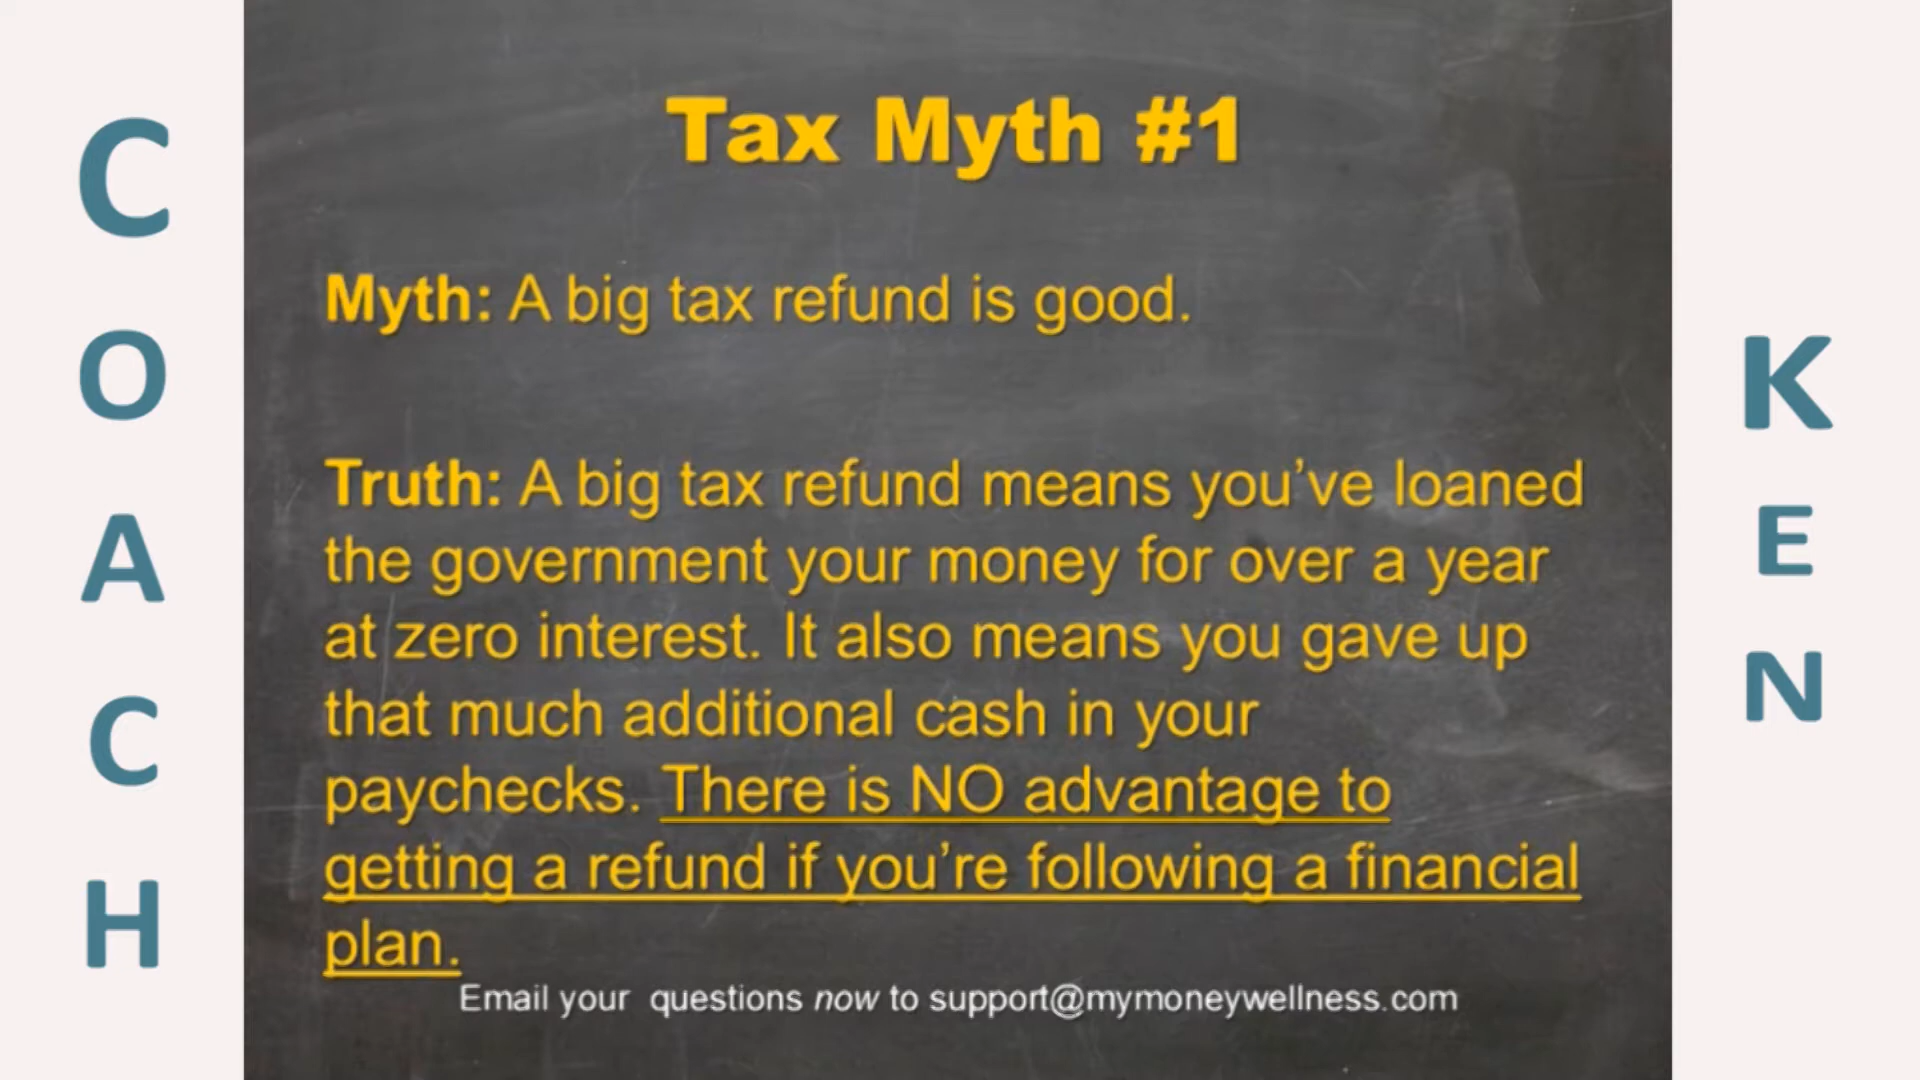 COACH
Tax Myth #1
Myth: A big tax refund is good.
Truth: A big tax refund means you’ve loaned
the government your money for over a year
at zero interest. It also means you gave up
that much additional cash in your
paychecks. There is NO advantage to
getting a refund if you’re following a financial
plan.
Email your questions now to support@mymoneywellness.com
KEN